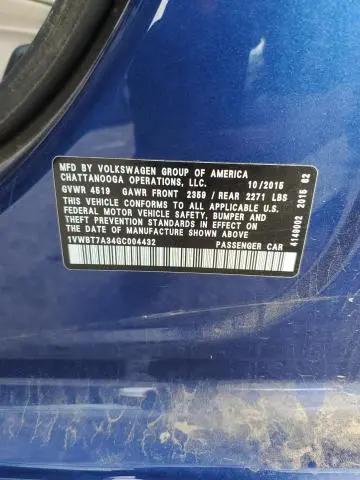 MFD BY VOLKSWAGEN GROUP OF AMERICA
CHATTANOOGA OPERATIONS, LLC. 10/2015
GVWR 4519 GAWR FRONT 2359 / REAR 2271 LBS
THIS VEHICLE CONFORMS TO ALL APPLICABLE
FEDERAL MOTOR VEHICLE SAFETY, BUMPER AND
THEFT PREVENTION STANDARDS IN EFFECT ON
THE DATE OF MANUFACTURE SHOWN ABOVE
1VWBT7A34GC004432 PASSENGER CAR
4149002 2015 62